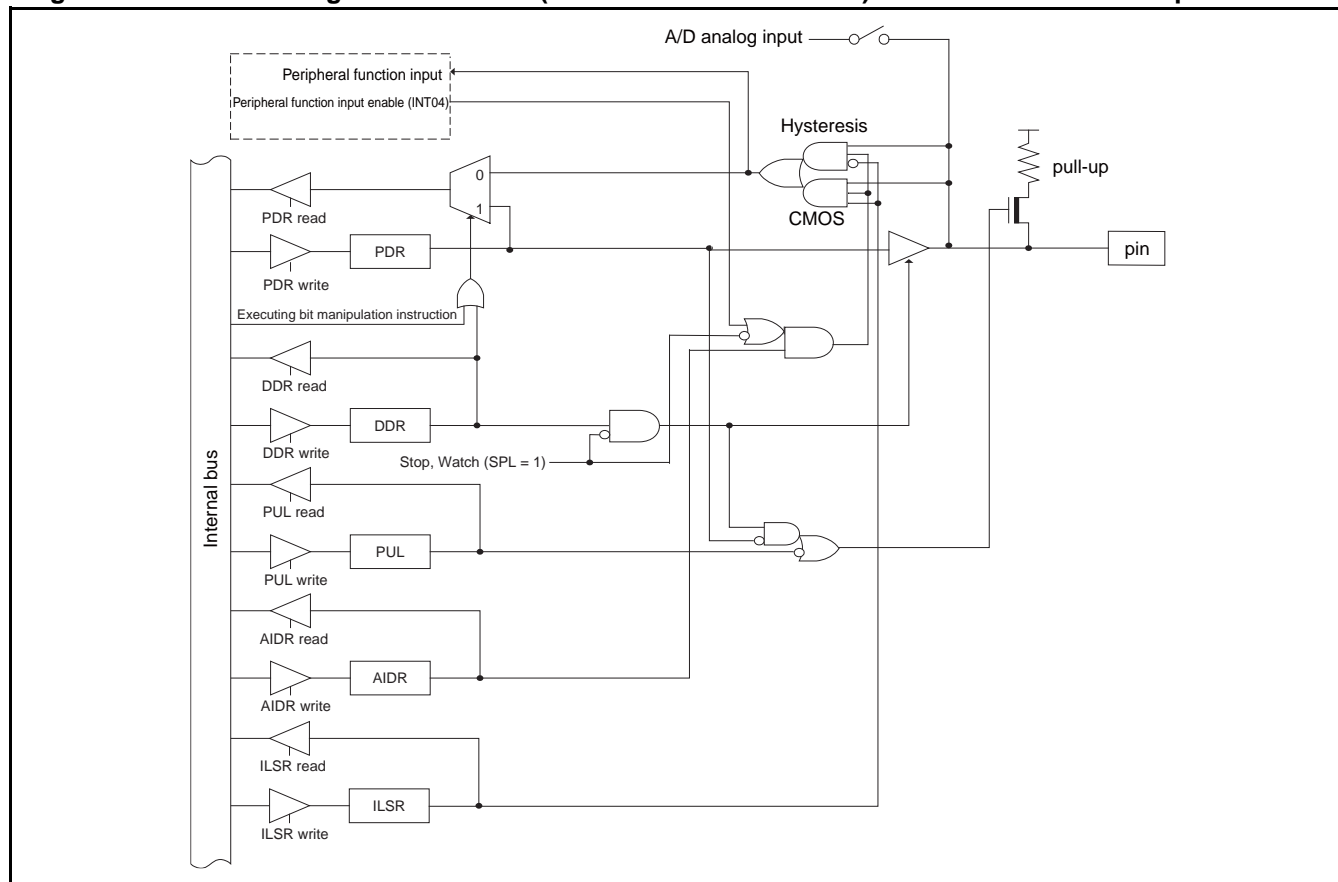 A/D analog input
Peripheral function input
Peripheral function input enable (INT04)
Hysteresis
0
pull-up
1
PDR read
CMOS
PDR
pin
PDR write
Executing bit manipulation instruction
DDR read
DDR
DDR write
Stop, Watch (SPL = 1)
Internal bus
PUL read
PUL
PUL write
AIDR read
AIDR
AIDR write
ILSR read
ILSR
ILSR write